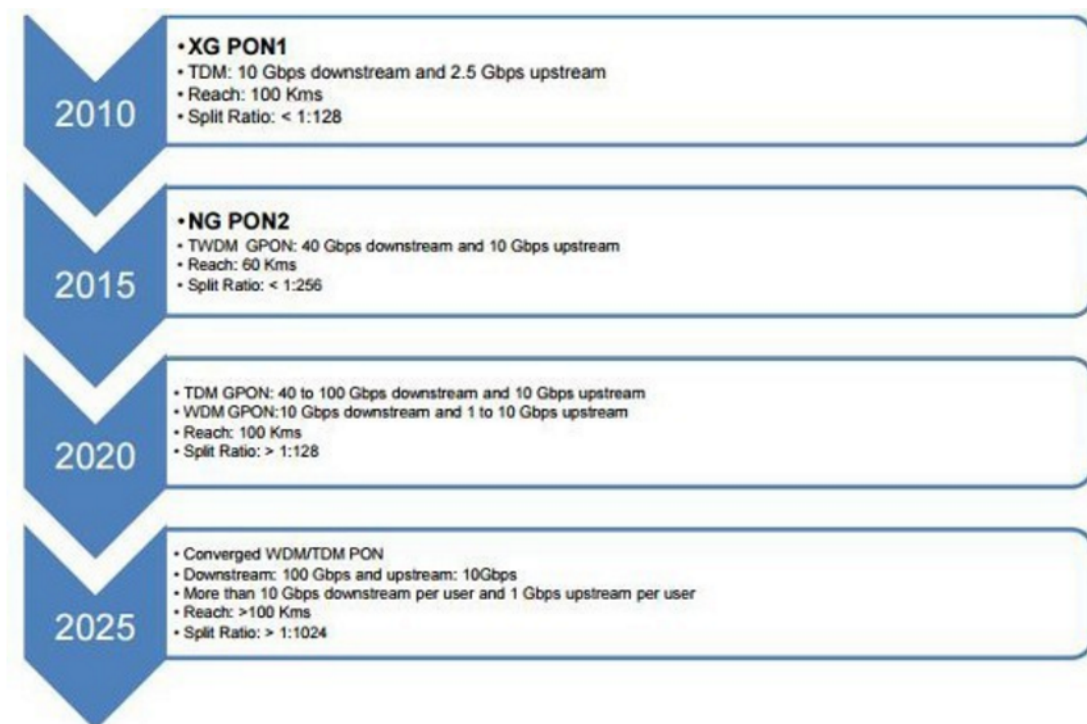 2010
• XG PON1
• TDM: 10 Gbps downstream and 2.5 Gbps upstream
• Reach: 100 Kms
• Split Ratio: < 1:128
2015
• NG PON2
• TWDM GPON: 40 Gbps downstream and 10 Gbps upstream
• Reach: 60 Kms
• Split Ratio: < 1:256
2020
• TDM GPON: 40 to 100 Gbps downstream and 10 Gbps upstream
• WDM GPON:10 Gbps downstream and 1 to 10 Gbps upstream
• Reach: 100 Kms
• Split Ratio: > 1:128
2025
• Converged WDM/TDM PON
• Downstream: 100 Gbps and upstream: 10Gbps
• More than 10 Gbps downstream per user and 1 Gbps upstream per user
• Reach: >100 Kms
• Split Ratio: > 1:1024